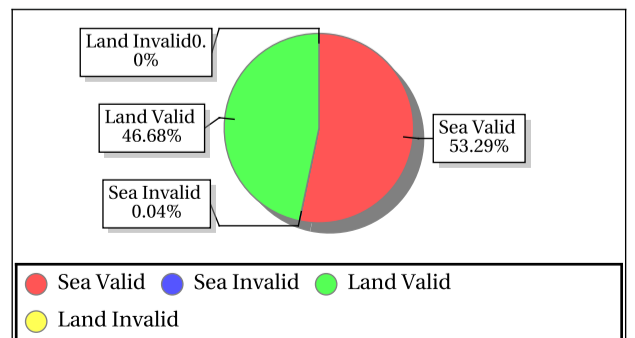 Land Invalid0.
0%
Land Valid
46.68%
Sea Valid
53.29%
Sea Invalid
0.04%
Sea Valid
Sea Invalid
Land Valid
Land Invalid